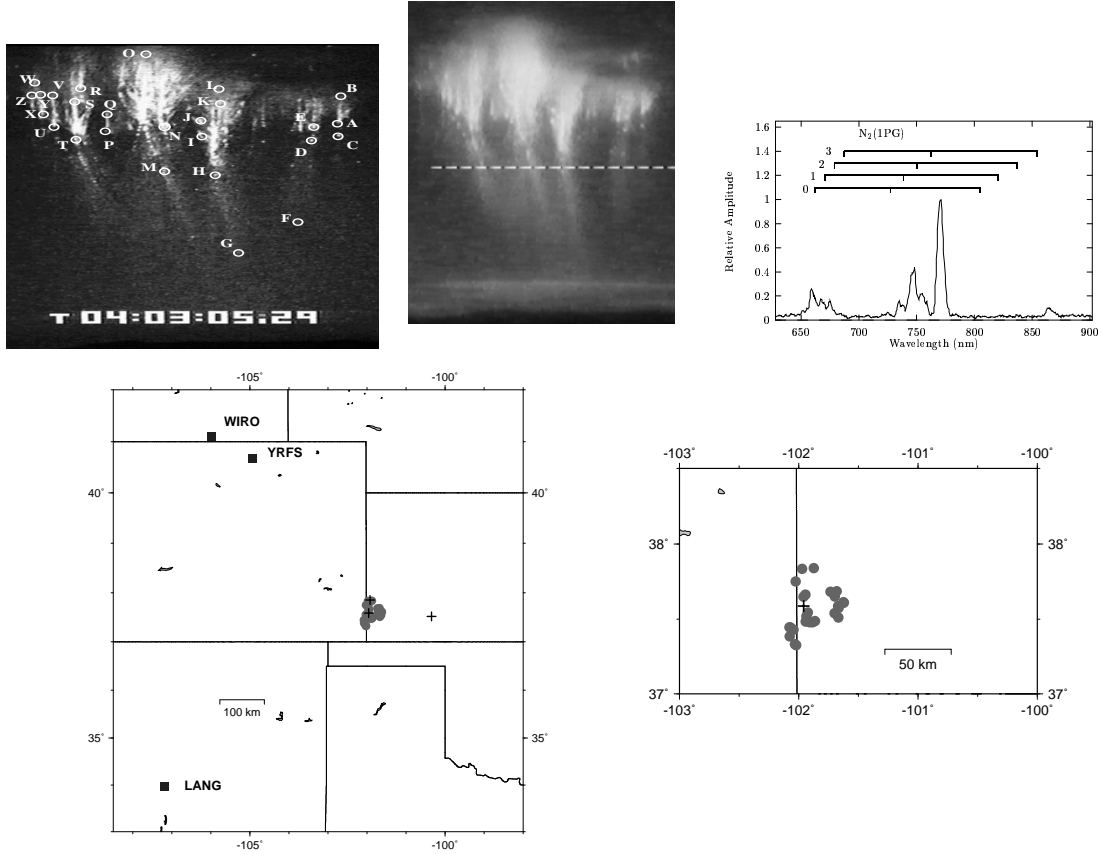 O
W
Z
Y
V
X
U
T
R
S
Q
P
L
K
J
I
N
M
H
E
D
B
A
C
F
G
T 04:03:05.29
N₂(1PG)
3
2
1
0
1.6
1.4
1.2
1
0.8
0.6
0.4
0.2
0
Relative Amplitude
650 700 750 800 850 900
Wavelength (nm)
-105˚ -100˚
WIRO
YRFS
40˚ 40˚
100 km
35˚ 35˚
LANG
-105˚ -100˚
-103˚ -102˚ -101˚ -100˚
38˚ 38˚
50 km
37˚ 37˚
-103˚ -102˚ -101˚ -100˚